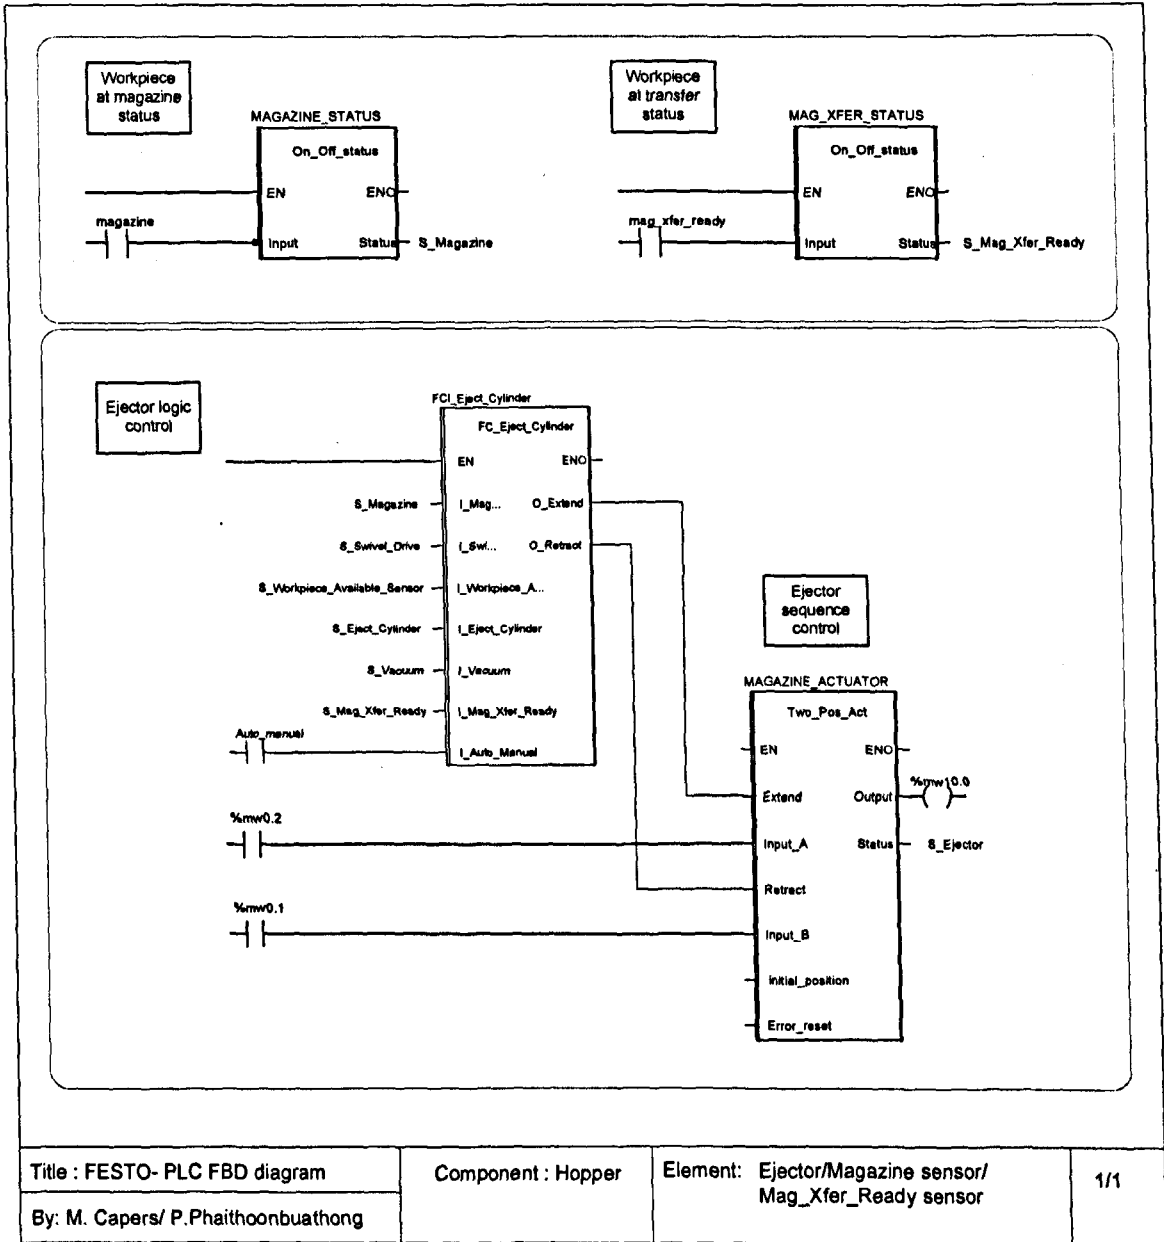 Workpiece
at magazine
status
MAGAZINE_STATUS
On_Off_status
EN ENO
magazine
Input Status S_Magazine
Workpiece
at transfer
status
MAG_XFER_STATUS
On_Off_status
EN ENO
mag_xfer_ready
Input Status S_Mag_Xfer_Ready
Ejector logic
control
FCI_Eject_Cylinder
FC_Eject_Cylinder
EN ENO
S_Magazine I_Mag... O_Extend
S_Swivel_Drive I_Swi... O_Retract
S_Workpiece_Available_Sensor I_Workpiece_A...
S_Eject_Cylinder I_Eject_Cylinder
S_Vacuum I_Vacuum
S_Mag_Xfer_Ready I_Mag_Xfer_Ready
Auto_manual
I_Auto_Manual
Ejector
sequence
control
MAGAZINE_ACTUATOR
Two_Pos_Act
EN ENO
%mw10.0
Extend Output
%mw0.2
Input_A Status S_Ejector
Retract
%mw0.1
Input_B
Initial_position
Error_reset
Title : FESTO- PLC FBD diagram
By: M. Capers/ P.Phaithoonbuathong
Component : Hopper
Element: Ejector/Magazine sensor/
Mag_Xfer_Ready sensor
1/1